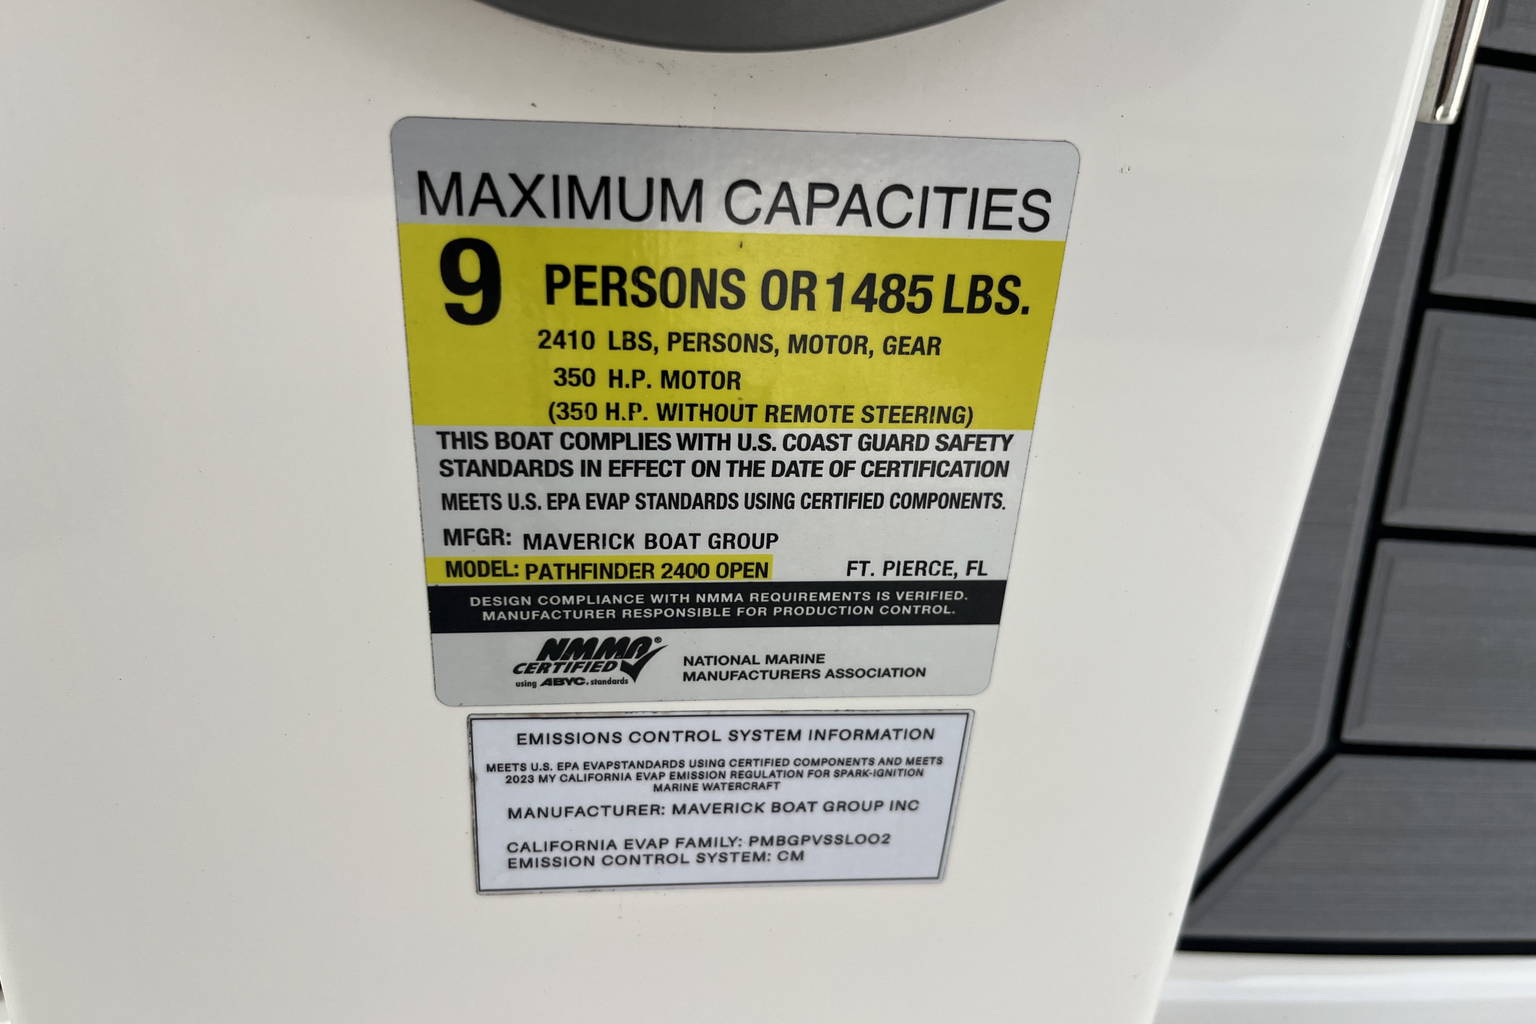 MAXIMUM CAPACITIES
9 PERSONS OR 1485 LBS.
2410 LBS, PERSONS, MOTOR, GEAR
350 H.P. MOTOR
(350 H.P. WITHOUT REMOTE STEERING)
THIS BOAT COMPLIES WITH U.S. COAST GUARD SAFETY
STANDARDS IN EFFECT ON THE DATE OF CERTIFICATION
MEETS U.S. EPA EVAP STANDARDS USING CERTIFIED COMPONENTS.
MFGR: MAVERICK BOAT GROUP
MODEL: PATHFINDER 2400 OPEN FT. PIERCE, FL
DESIGN COMPLIANCE WITH NMMA REQUIREMENTS IS VERIFIED.
MANUFACTURER RESPONSIBLE FOR PRODUCTION CONTROL.
NMMA®
CERTIFIED
using ABYC. standards
NATIONAL MARINE
MANUFACTURERS ASSOCIATION
EMISSIONS CONTROL SYSTEM INFORMATION
MEETS U.S. EPA EVAPSTANDARDS USING CERTIFIED COMPONENTS AND MEETS
2023 MY CALIFORNIA EVAP EMISSION REGULATION FOR SPARK-IGNITION
MARINE WATERCRAFT
MANUFACTURER: MAVERICK BOAT GROUP INC
CALIFORNIA EVAP FAMILY: PMBGPVSSL002
EMISSION CONTROL SYSTEM: CM